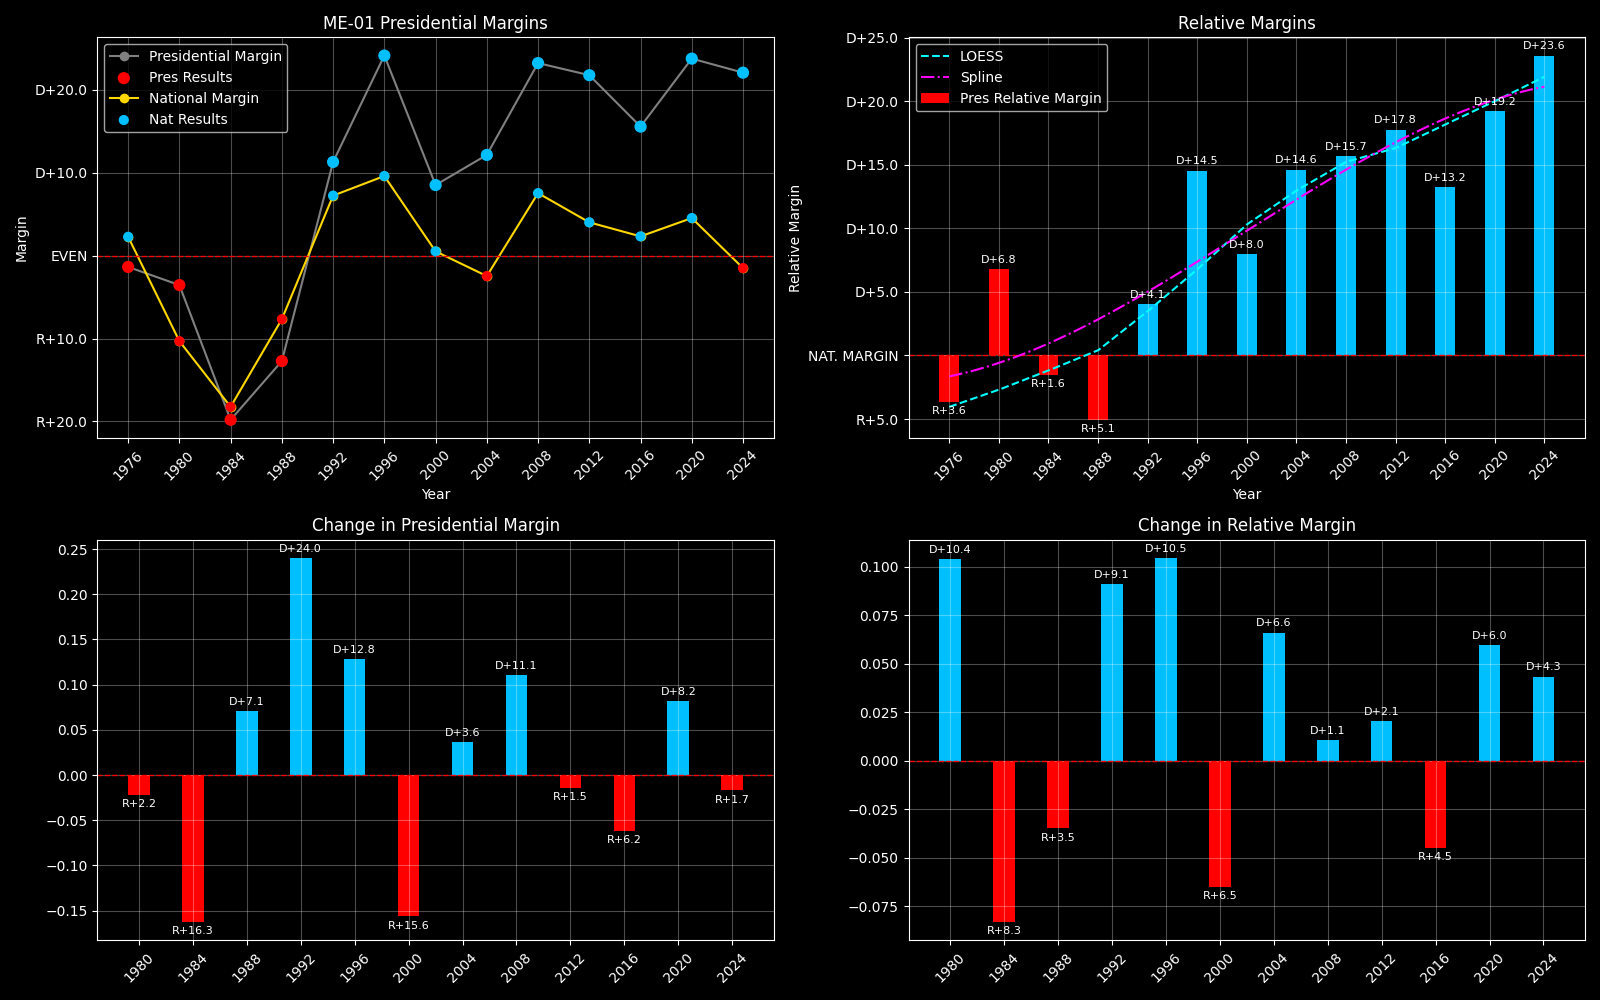 ME-01 Presidential Margins
Presidential Margin
Pres Results
National Margin
Nat Results
D+20.0
D+10.0
EVEN
R+10.0
R+20.0
Margin
1976
1980
1984
1988
1992
1996
2000
2004
2008
2012
2016
2020
2024
Year
Relative Margins
LOESS
Spline
Pres Relative Margin
D+25.0
D+20.0
D+15.0
D+10.0
D+5.0
NAT. MARGIN
R+5.0
Relative Margin
R+3.6
D+6.8
R+1.6
R+5.1
D+4.1
D+14.5
D+8.0
D+14.6
D+15.7
D+17.8
D+13.2
D+19.2
D+23.6
1976
1980
1984
1988
1992
1996
2000
2004
2008
2012
2016
2020
2024
Year
Change in Presidential Margin
0.25
0.20
0.15
0.10
0.05
0.00
−0.05
−0.10
−0.15
R+2.2
R+16.3
D+7.1
D+24.0
D+12.8
R+15.6
D+3.6
D+11.1
R+1.5
R+6.2
D+8.2
R+1.7
1980
1984
1988
1992
1996
2000
2004
2008
2012
2016
2020
2024
Change in Relative Margin
0.100
0.075
0.050
0.025
0.000
−0.025
−0.050
−0.075
D+10.4
R+8.3
R+3.5
D+9.1
D+10.5
R+6.5
D+6.6
D+1.1
D+2.1
R+4.5
D+6.0
D+4.3
1980
1984
1988
1992
1996
2000
2004
2008
2012
2016
2020
2024